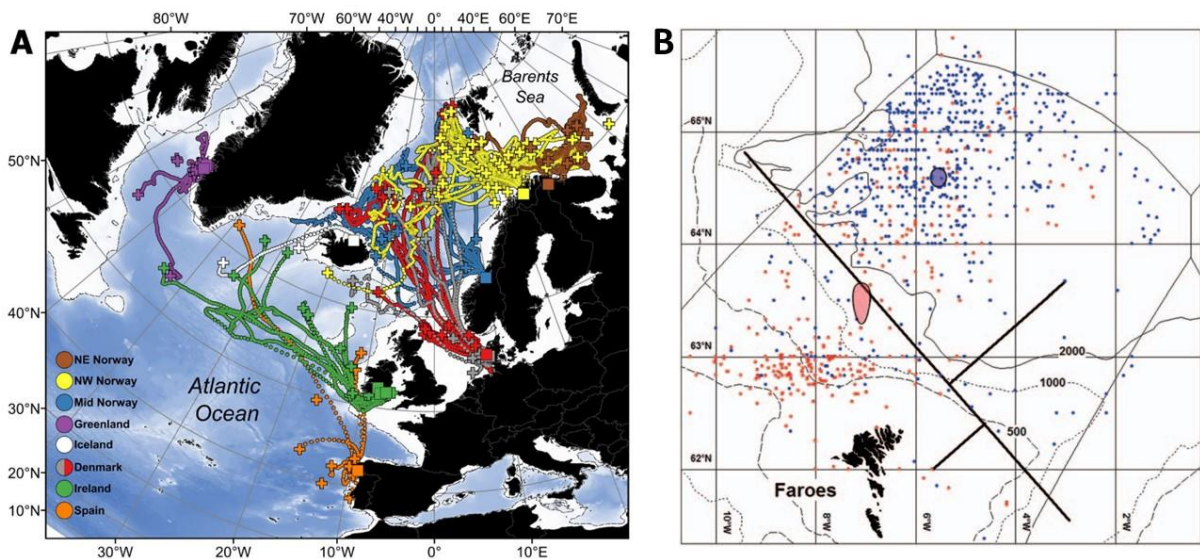 A
80°W
70°W
60°W
40°W
20°W
0°
40°E
60°E
70°E
Barents
Sea
50°N
40°N
30°N
20°N
10°N
Atlantic
Ocean
NE Norway
NW Norway
Mid Norway
Greenland
Iceland
Denmark
Ireland
Spain
30°W
20°W
10°W
0°
10°E
B
65°N
64°N
63°N
62°N
2000
1000
500
Faroes
10°W
8°W
6°W
4°W
2°W